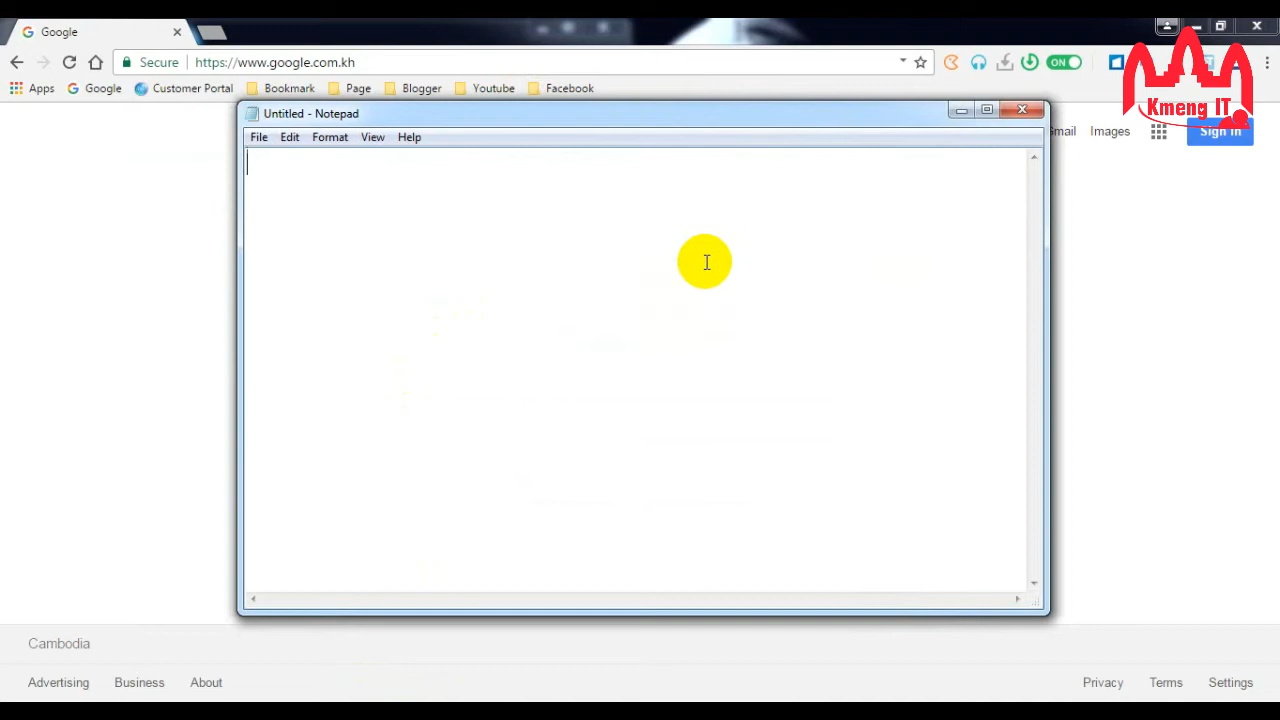 Google
Secure https://www.google.com.kh
ON
Apps Google Customer Portal Bookmark Page Blogger Youtube Facebook
Kmeng IT
Untitled - Notepad
Images Sign in
File Edit Format View Help
Cambodia
Advertising Business About Privacy Terms Settings